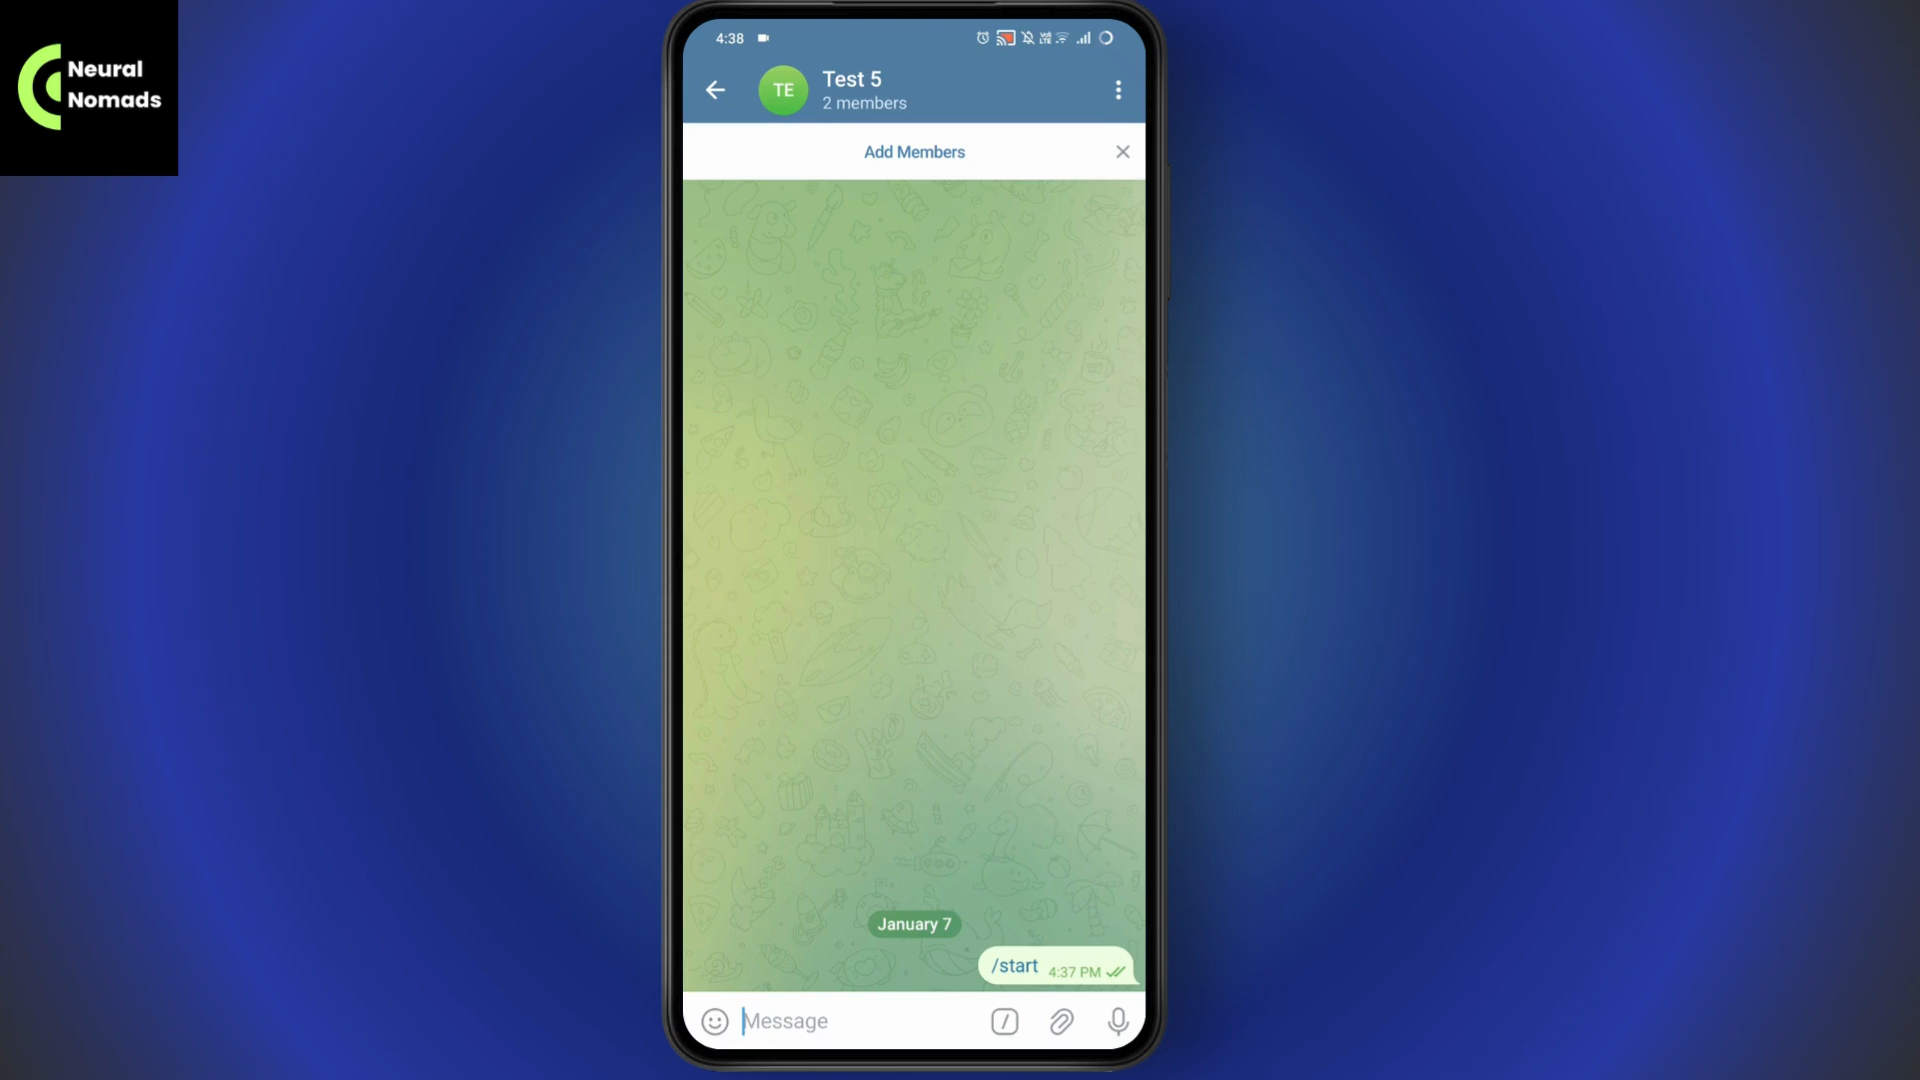 Neural
Nomads
4:38
TE
Test 5
2 members
Add Members
January 7
/start 4:37 PM
Message